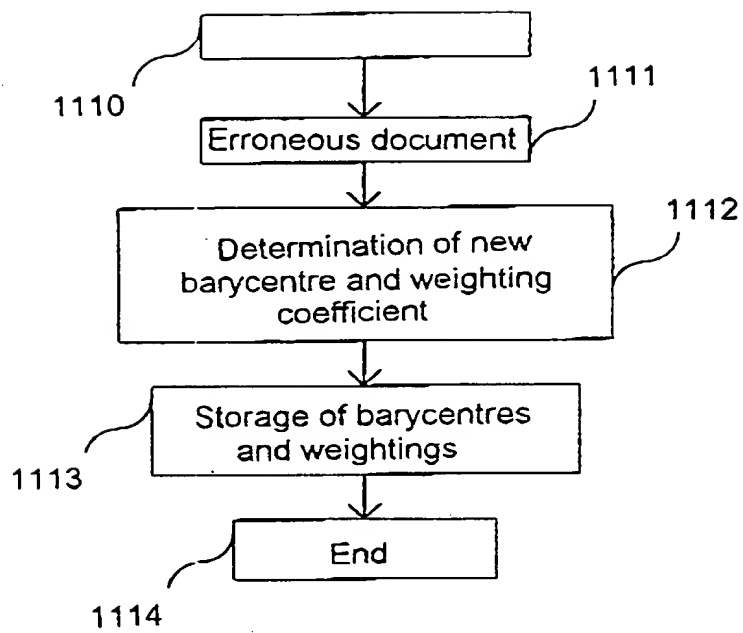 1110
1111
Erroneous document
1112
Determination of new
barycentre and weighting
coefficient
Storage of barycentres
and weightings
1113
End
1114